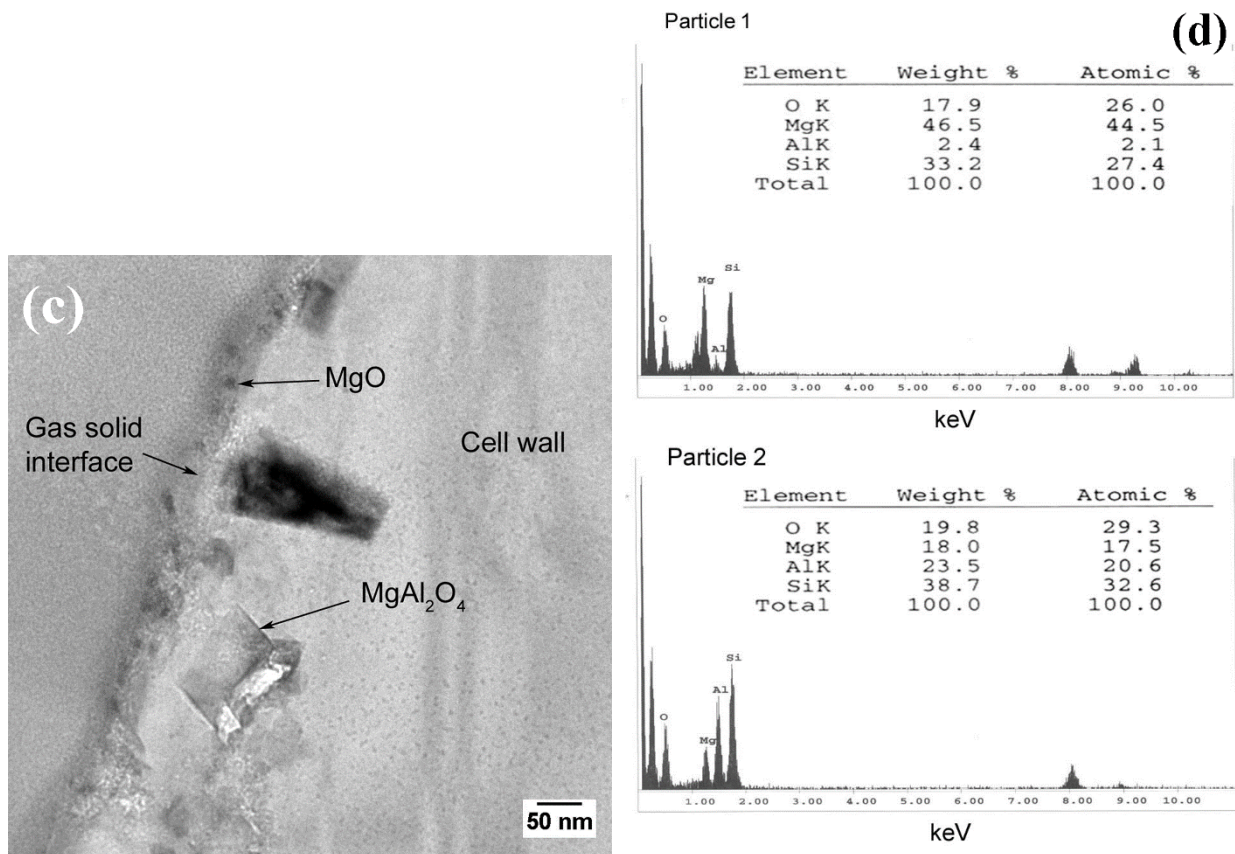 Particle 1
(d)
Element Weight % Atomic %
O K 17.9 26.0
MgK 46.5 44.5
AlK 2.4 2.1
SiK 33.2 27.4
Total 100.0 100.0
Mg
Si
O
Al
1.00 2.00 3.00 4.00 5.00 6.00 7.00 8.00 9.00 10.00
keV
(c)
MgO
Gas solid
interface
Cell wall
MgAl₂O₄
50 nm
Particle 2
Element Weight % Atomic %
O K 19.8 29.3
MgK 18.0 17.5
AlK 23.5 20.6
SiK 38.7 32.6
Total 100.0 100.0
Si
Al
O
Mg
1.00 2.00 3.00 4.00 5.00 6.00 7.00 8.00 9.00 10.00
keV